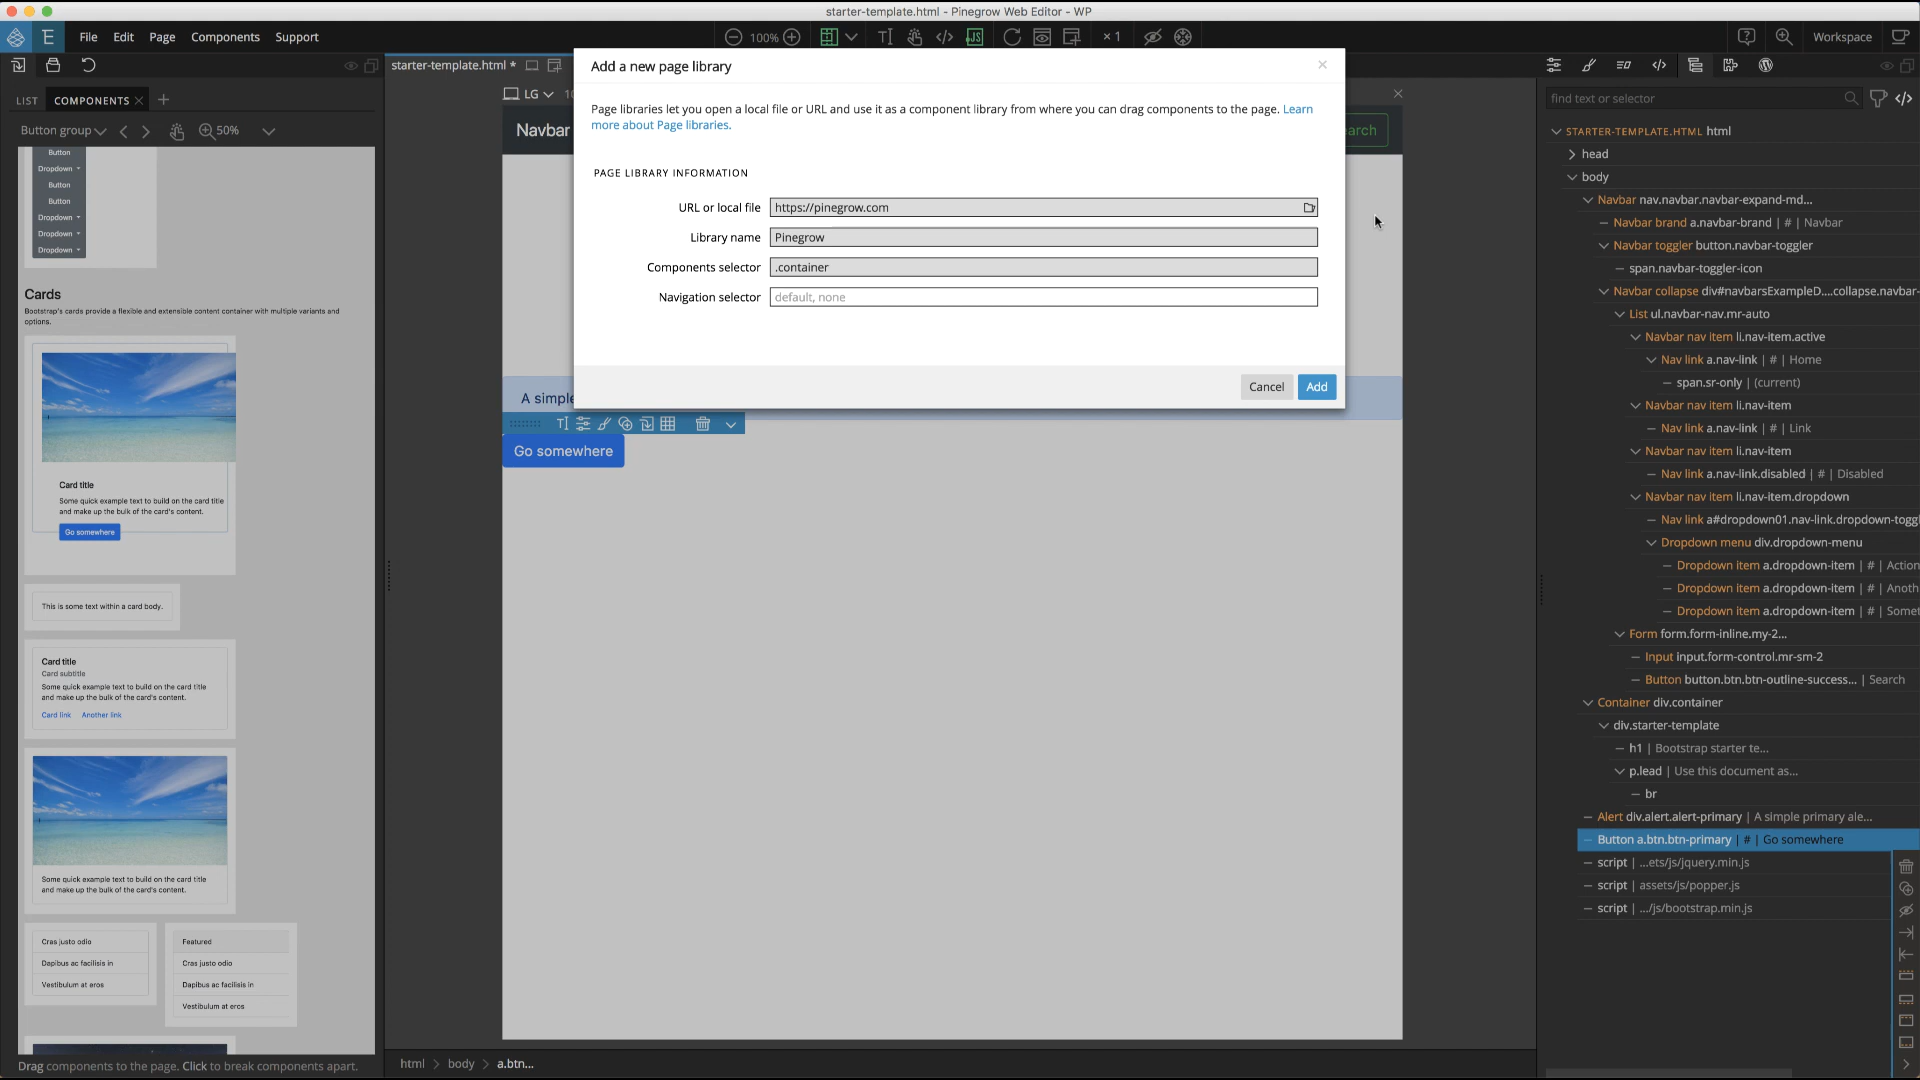 starter-template.html - Pinegrow Web Editor - WP
E
File
Edit
Page
Components
Support
100%
JS
× 1
Workspace
starter-template.html *
LIST
COMPONENTS
Button group
50%
Button
Dropdown
Button
Button
Dropdown
Dropdown
Dropdown
Cards
Bootstrap's cards provide a flexible and extensible content container with multiple variants and
options.
Card title
Some quick example text to build on the card title
and make up the bulk of the card's content.
Go somewhere
This is some text within a card body.
Card title
Card subtitle
Some quick example text to build on the card title
and make up the bulk of the card's content.
Card link Another link
Some quick example text to build on the card title
and make up the bulk of the card's content.
Cras justo odio
Dapibus ac facilisis in
Vestibulum at eros
Featured
Cras justo odio
Dapibus ac facilisis in
Vestibulum at eros
Drag components to the page. Click to break components apart.
LG
Navbar
arch
Add a new page library
Page libraries let you open a local file or URL and use it as a component library from where you can drag components to the page. Learn
more about Page libraries.
PAGE LIBRARY INFORMATION
URL or local file https://pinegrow.com
Library name Pinegrow
Components selector .container
Navigation selector default, none
Cancel
Add
A simple
Go somewhere
html > body > a.btn...
find text or selector
STARTER-TEMPLATE.HTML html
head
body
Navbar nav.navbar.navbar-expand-md...
Navbar brand a.navbar-brand | # | Navbar
Navbar toggler button.navbar-toggler
span.navbar-toggler-icon
Navbar collapse div#navbarsExampleD....collapse.navbar-
List ul.navbar-nav.mr-auto
Navbar nav item li.nav-item.active
Nav link a.nav-link | # | Home
span.sr-only | (current)
Navbar nav item li.nav-item
Nav link a.nav-link | # | Link
Navbar nav item li.nav-item
Nav link a.nav-link.disabled | # | Disabled
Navbar nav item li.nav-item.dropdown
Nav link a#dropdown01.nav-link.dropdown-toggl
Dropdown menu div.dropdown-menu
Dropdown item a.dropdown-item | # | Action
Dropdown item a.dropdown-item | # | Anoth
Dropdown item a.dropdown-item | # | Somet
Form form.form-inline.my-2...
Input input.form-control.mr-sm-2
Button button.btn.btn-outline-success... | Search
Container div.container
div.starter-template
h1 | Bootstrap starter te...
p.lead | Use this document as...
br
Alert div.alert.alert-primary | A simple primary ale...
Button a.btn.btn-primary | # | Go somewhere
script | ...ets/js/jquery.min.js
script | assets/js/popper.js
script | .../js/bootstrap.min.js